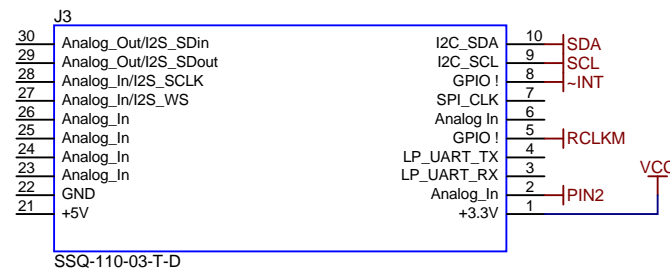 J3
30 Analog_Out/I2S_SDin I2C_SDA 10 SDA
29 Analog_Out/I2S_SDout I2C_SCL 9 SCL
28 Analog_In/I2S_SCLK GPIO ! 8 ~INT
27 Analog_In/I2S_WS SPI_CLK 7
26 Analog_In Analog In 6
25 Analog_In GPIO ! 5 RCLKM
24 Analog_In LP_UART_TX 4
23 Analog_In LP_UART_RX 3 VCC
22 GND Analog_In 2 PIN2
21 +5V +3.3V 1
SSQ-110-03-T-D